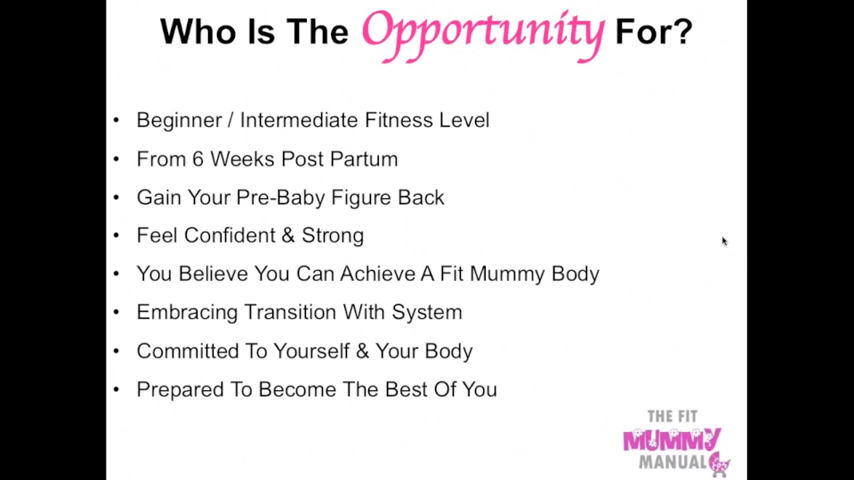 Who Is The Opportunity For?
• Beginner / Intermediate Fitness Level
• From 6 Weeks Post Partum
• Gain Your Pre-Baby Figure Back
• Feel Confident & Strong
• You Believe You Can Achieve A Fit Mummy Body
• Embracing Transition With System
• Committed To Yourself & Your Body
• Prepared To Become The Best Of You
THE FIT
MUMMY
MANUAL